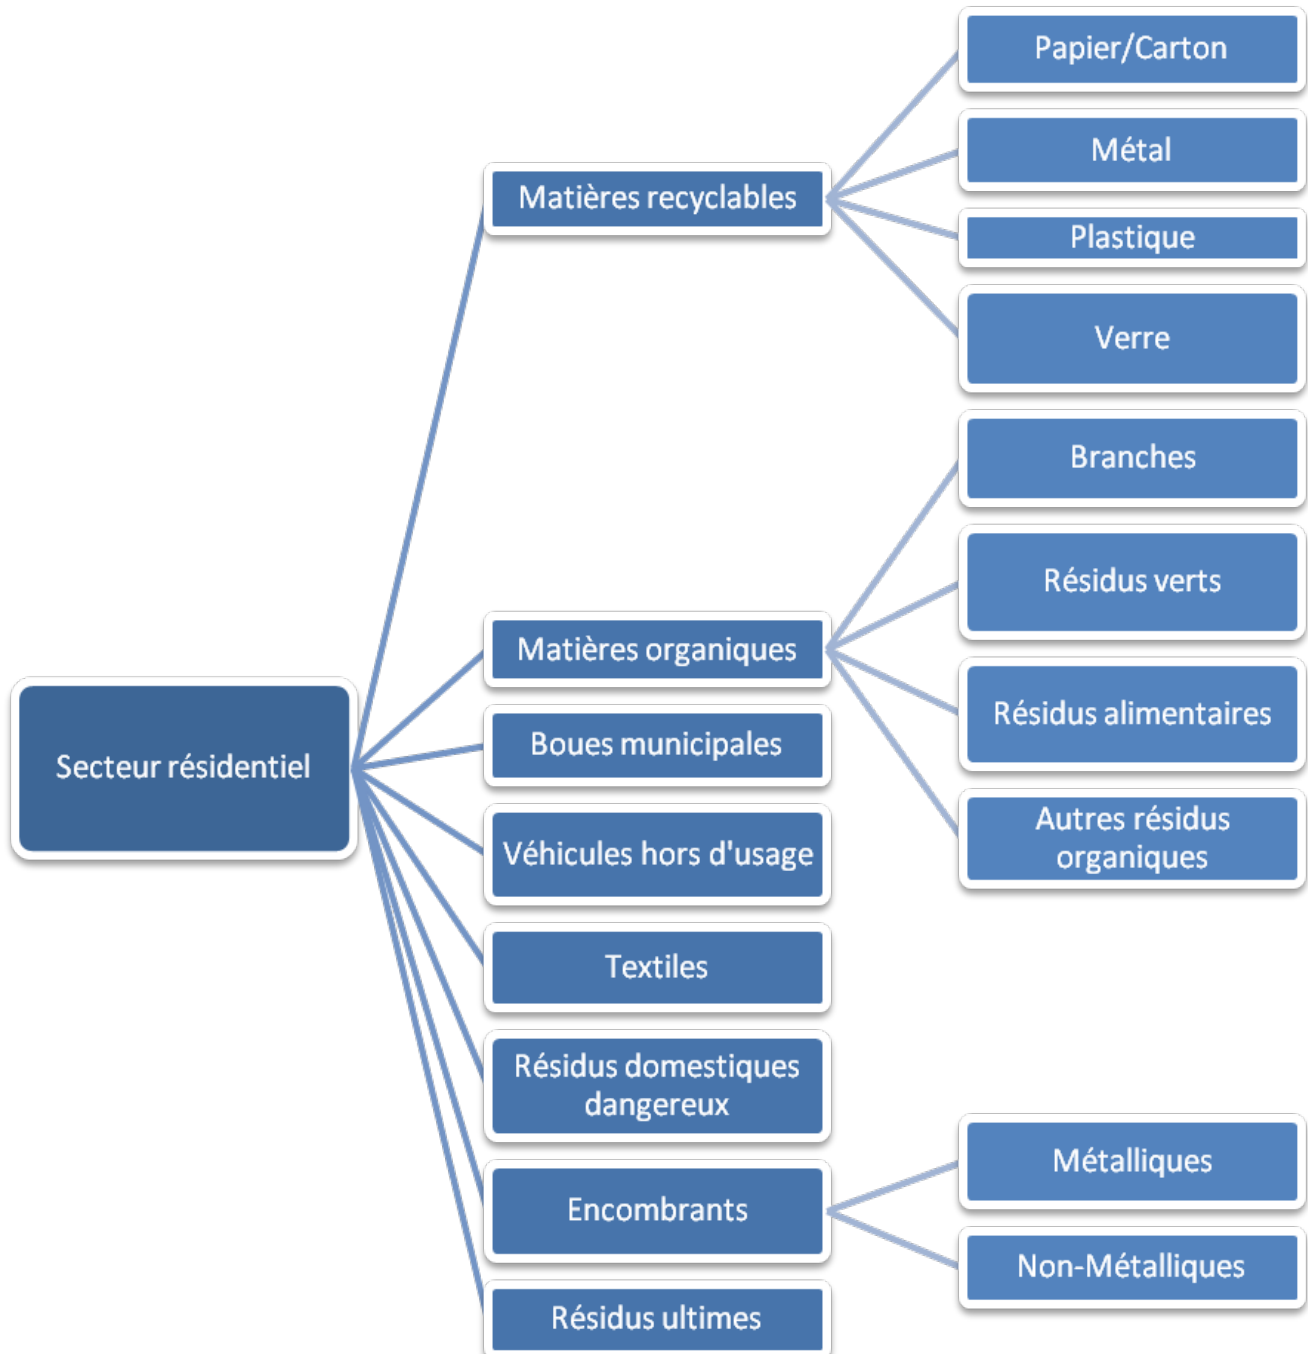 Secteur résidentiel
Matières recyclables
Papier/Carton
Métal
Plastique
Verre
Matières organiques
Branches
Résidus verts
Résidus alimentaires
Autres résidus
organiques
Boues municipales
Véhicules hors d'usage
Textiles
Résidus domestiques
dangereux
Encombrants
Métalliques
Non-Métalliques
Résidus ultimes